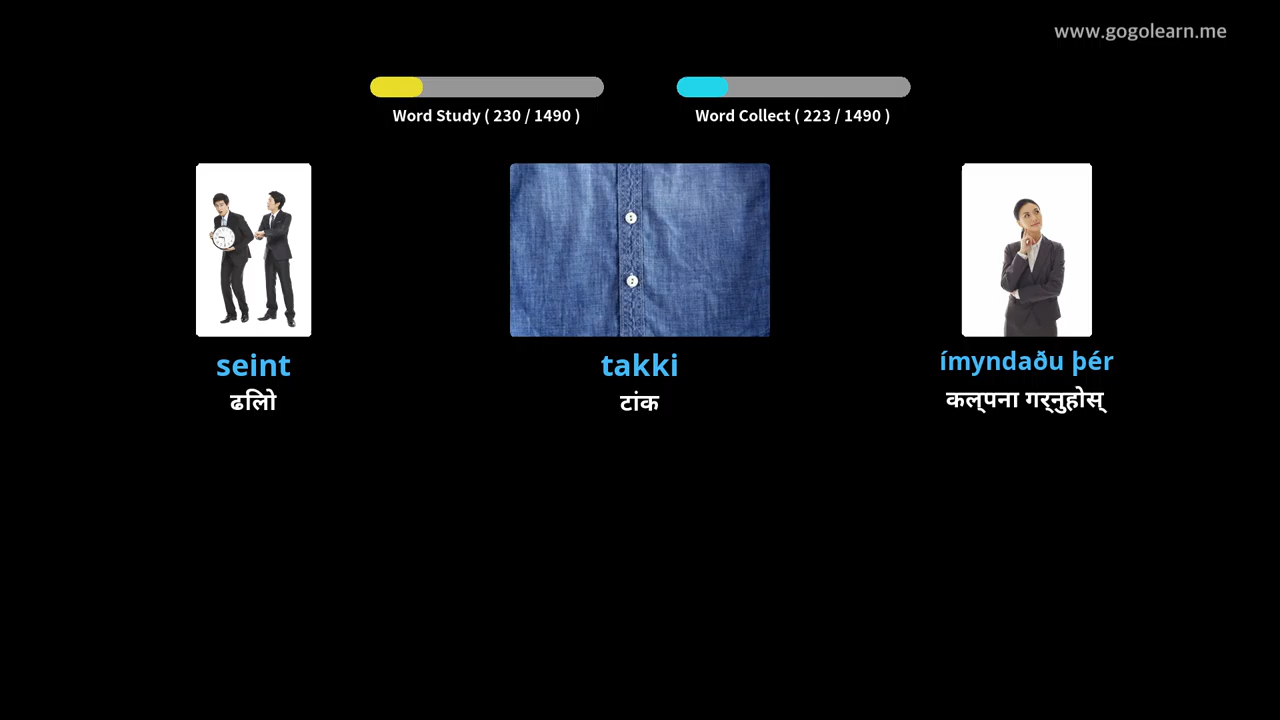 www.gogolearn.me
Word Study ( 230 / 1490 )
Word Collect ( 223 / 1490 )
seint
takki
ímyndaðu þér
ढिलो
टांक
कल्पना गर्नुहोस्